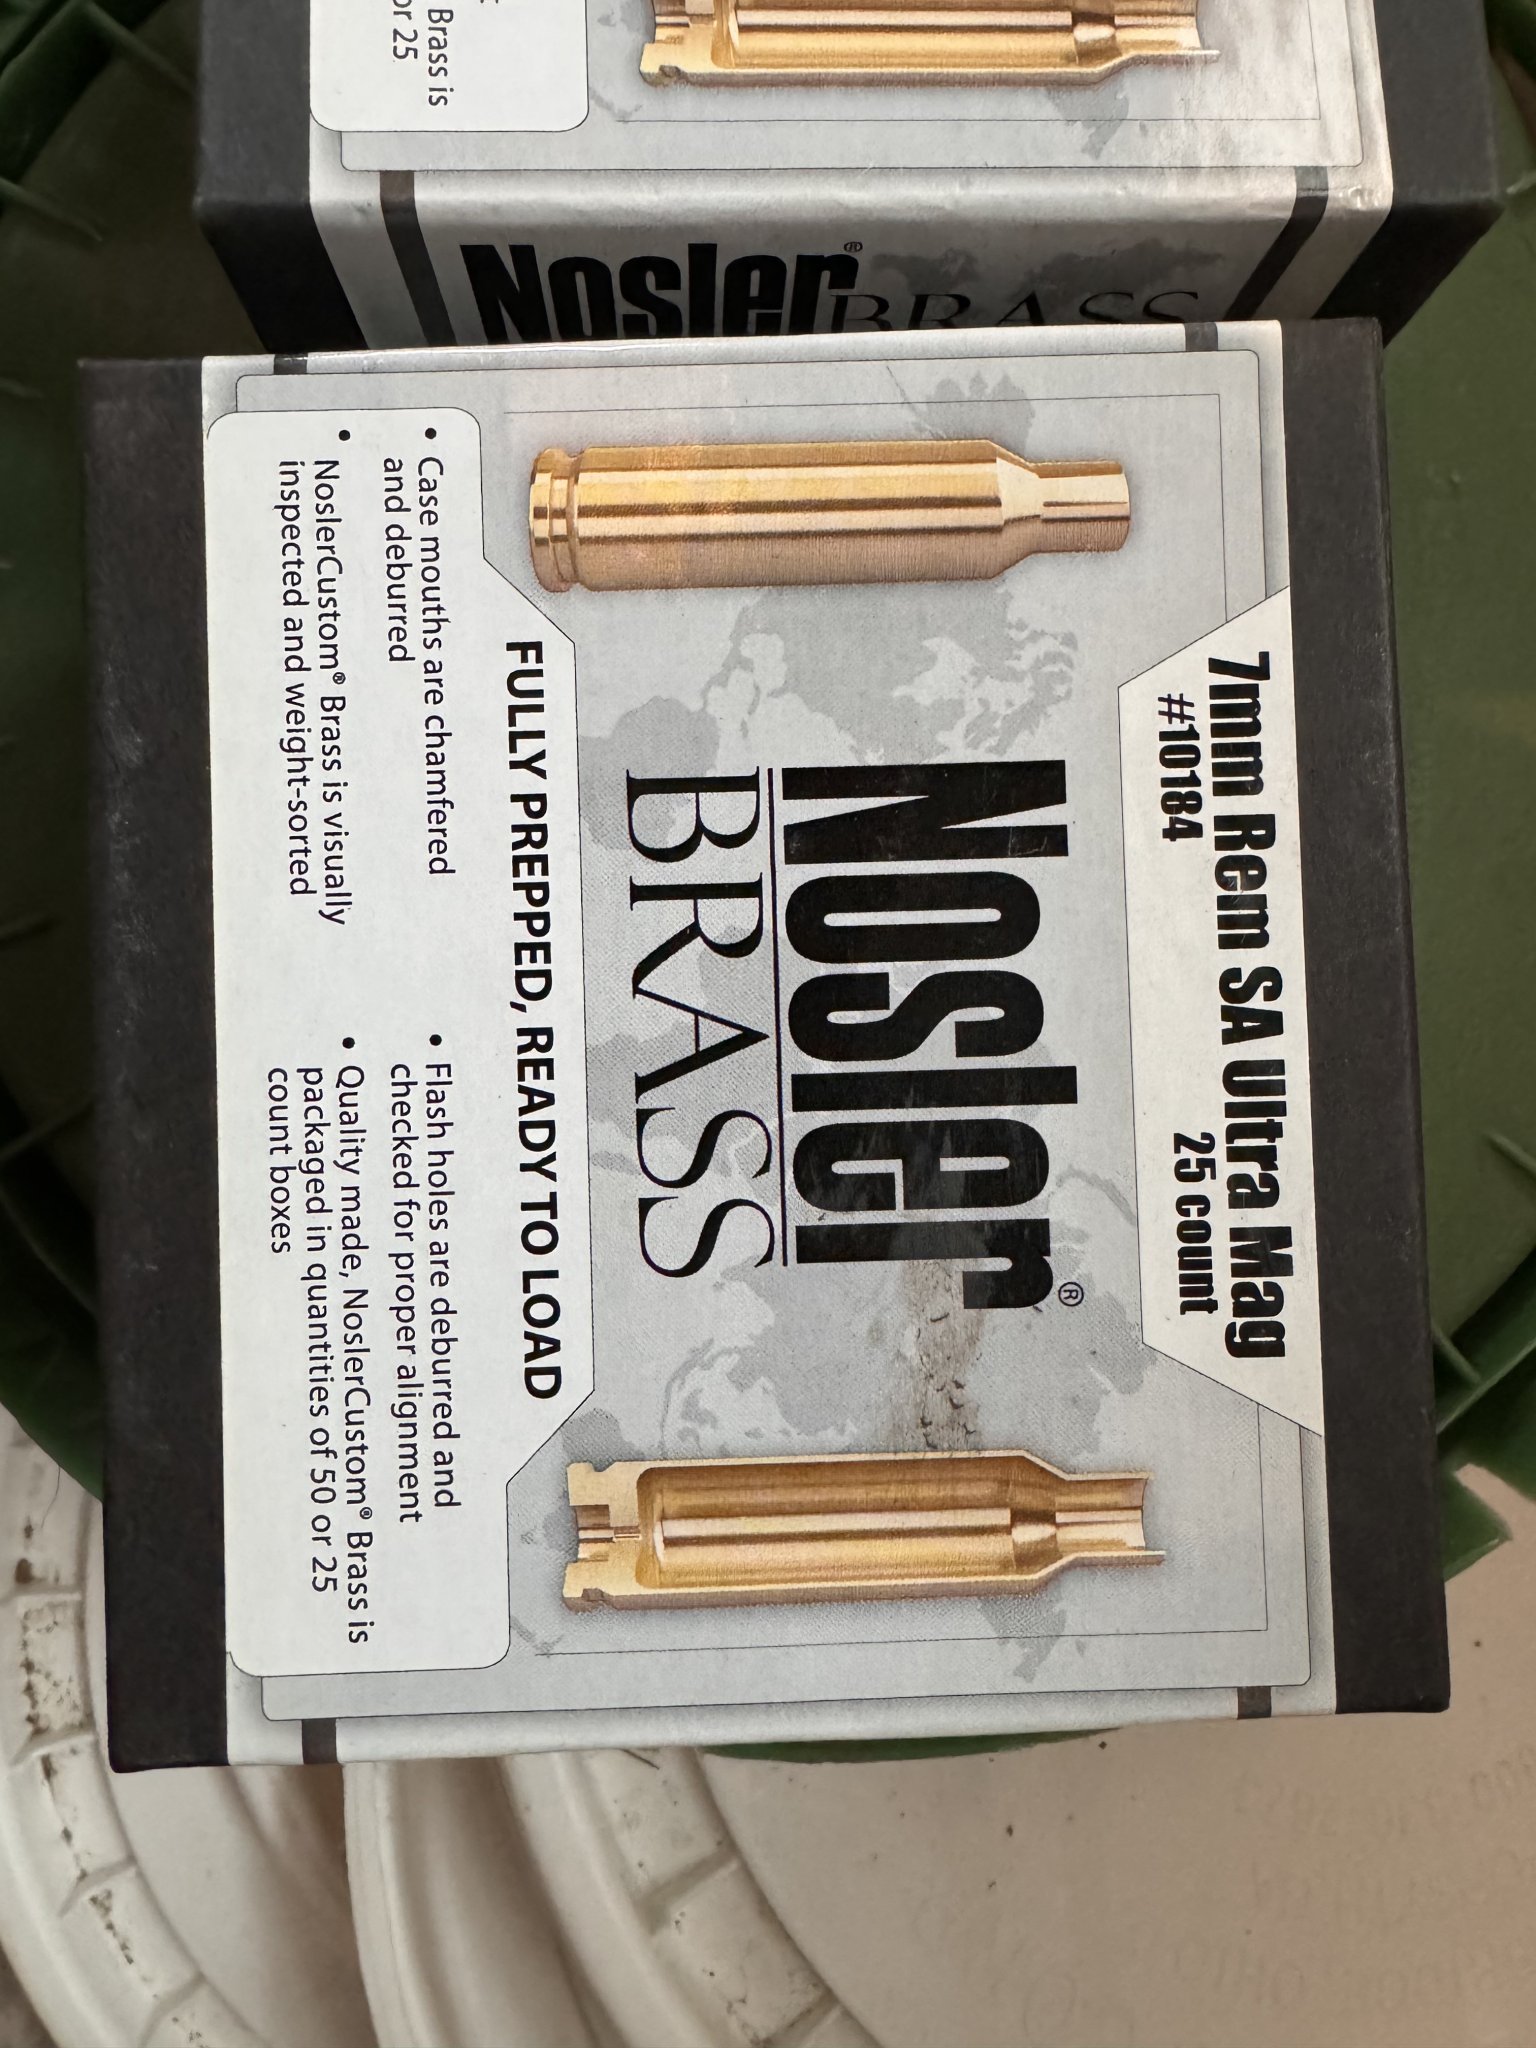 Brass is
or 25
Nosler®
BRASS
7mm Rem SA Ultra Mag
#10184
25 count
Nosler®
BRASS
FULLY PREPPED, READY TO LOAD
• Case mouths are chamfered
and deburred
• NoslerCustom® Brass is visually
inspected and weight-sorted
• Flash holes are deburred and
checked for proper alignment
• Quality made, NoslerCustom® Brass is
packaged in quantities of 50 or 25
count boxes